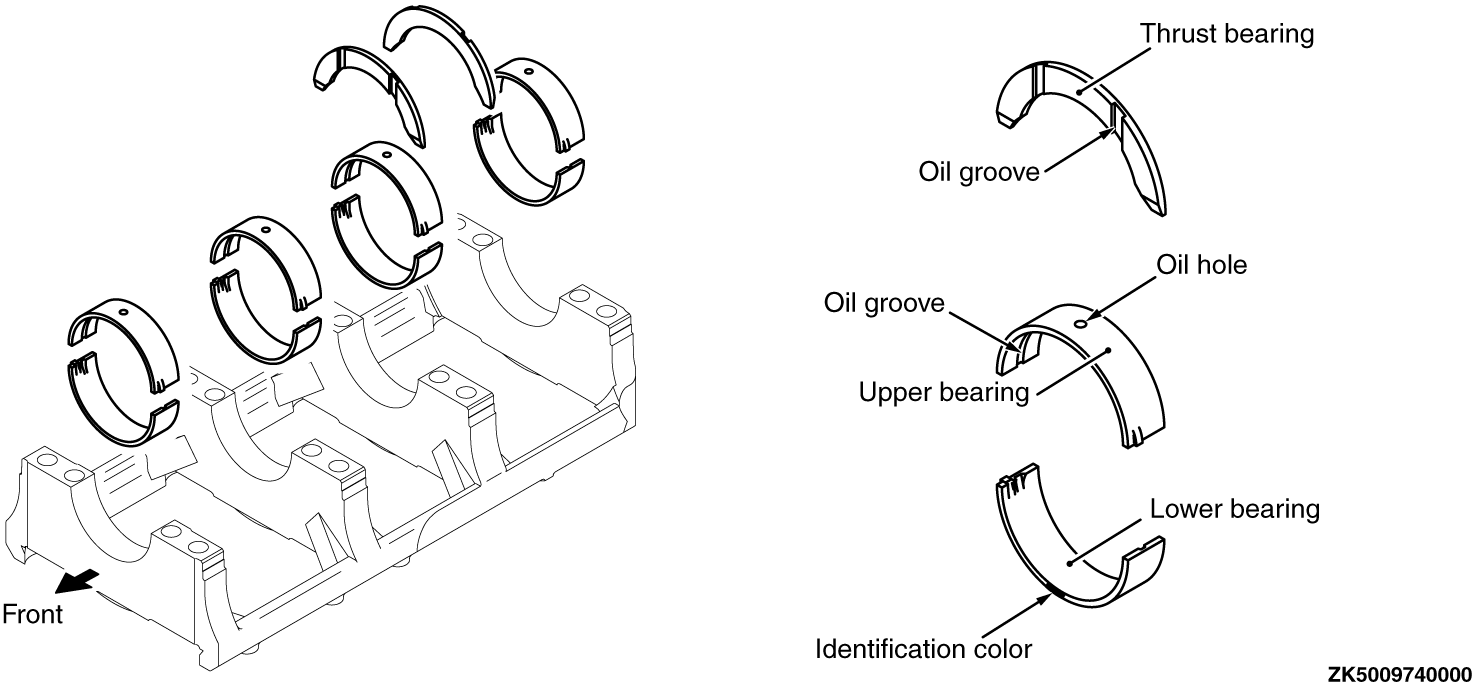 Thrust bearing
Oil groove
Oil hole
Oil groove
Upper bearing
Lower bearing
Front
Identification color
ZK5009740000